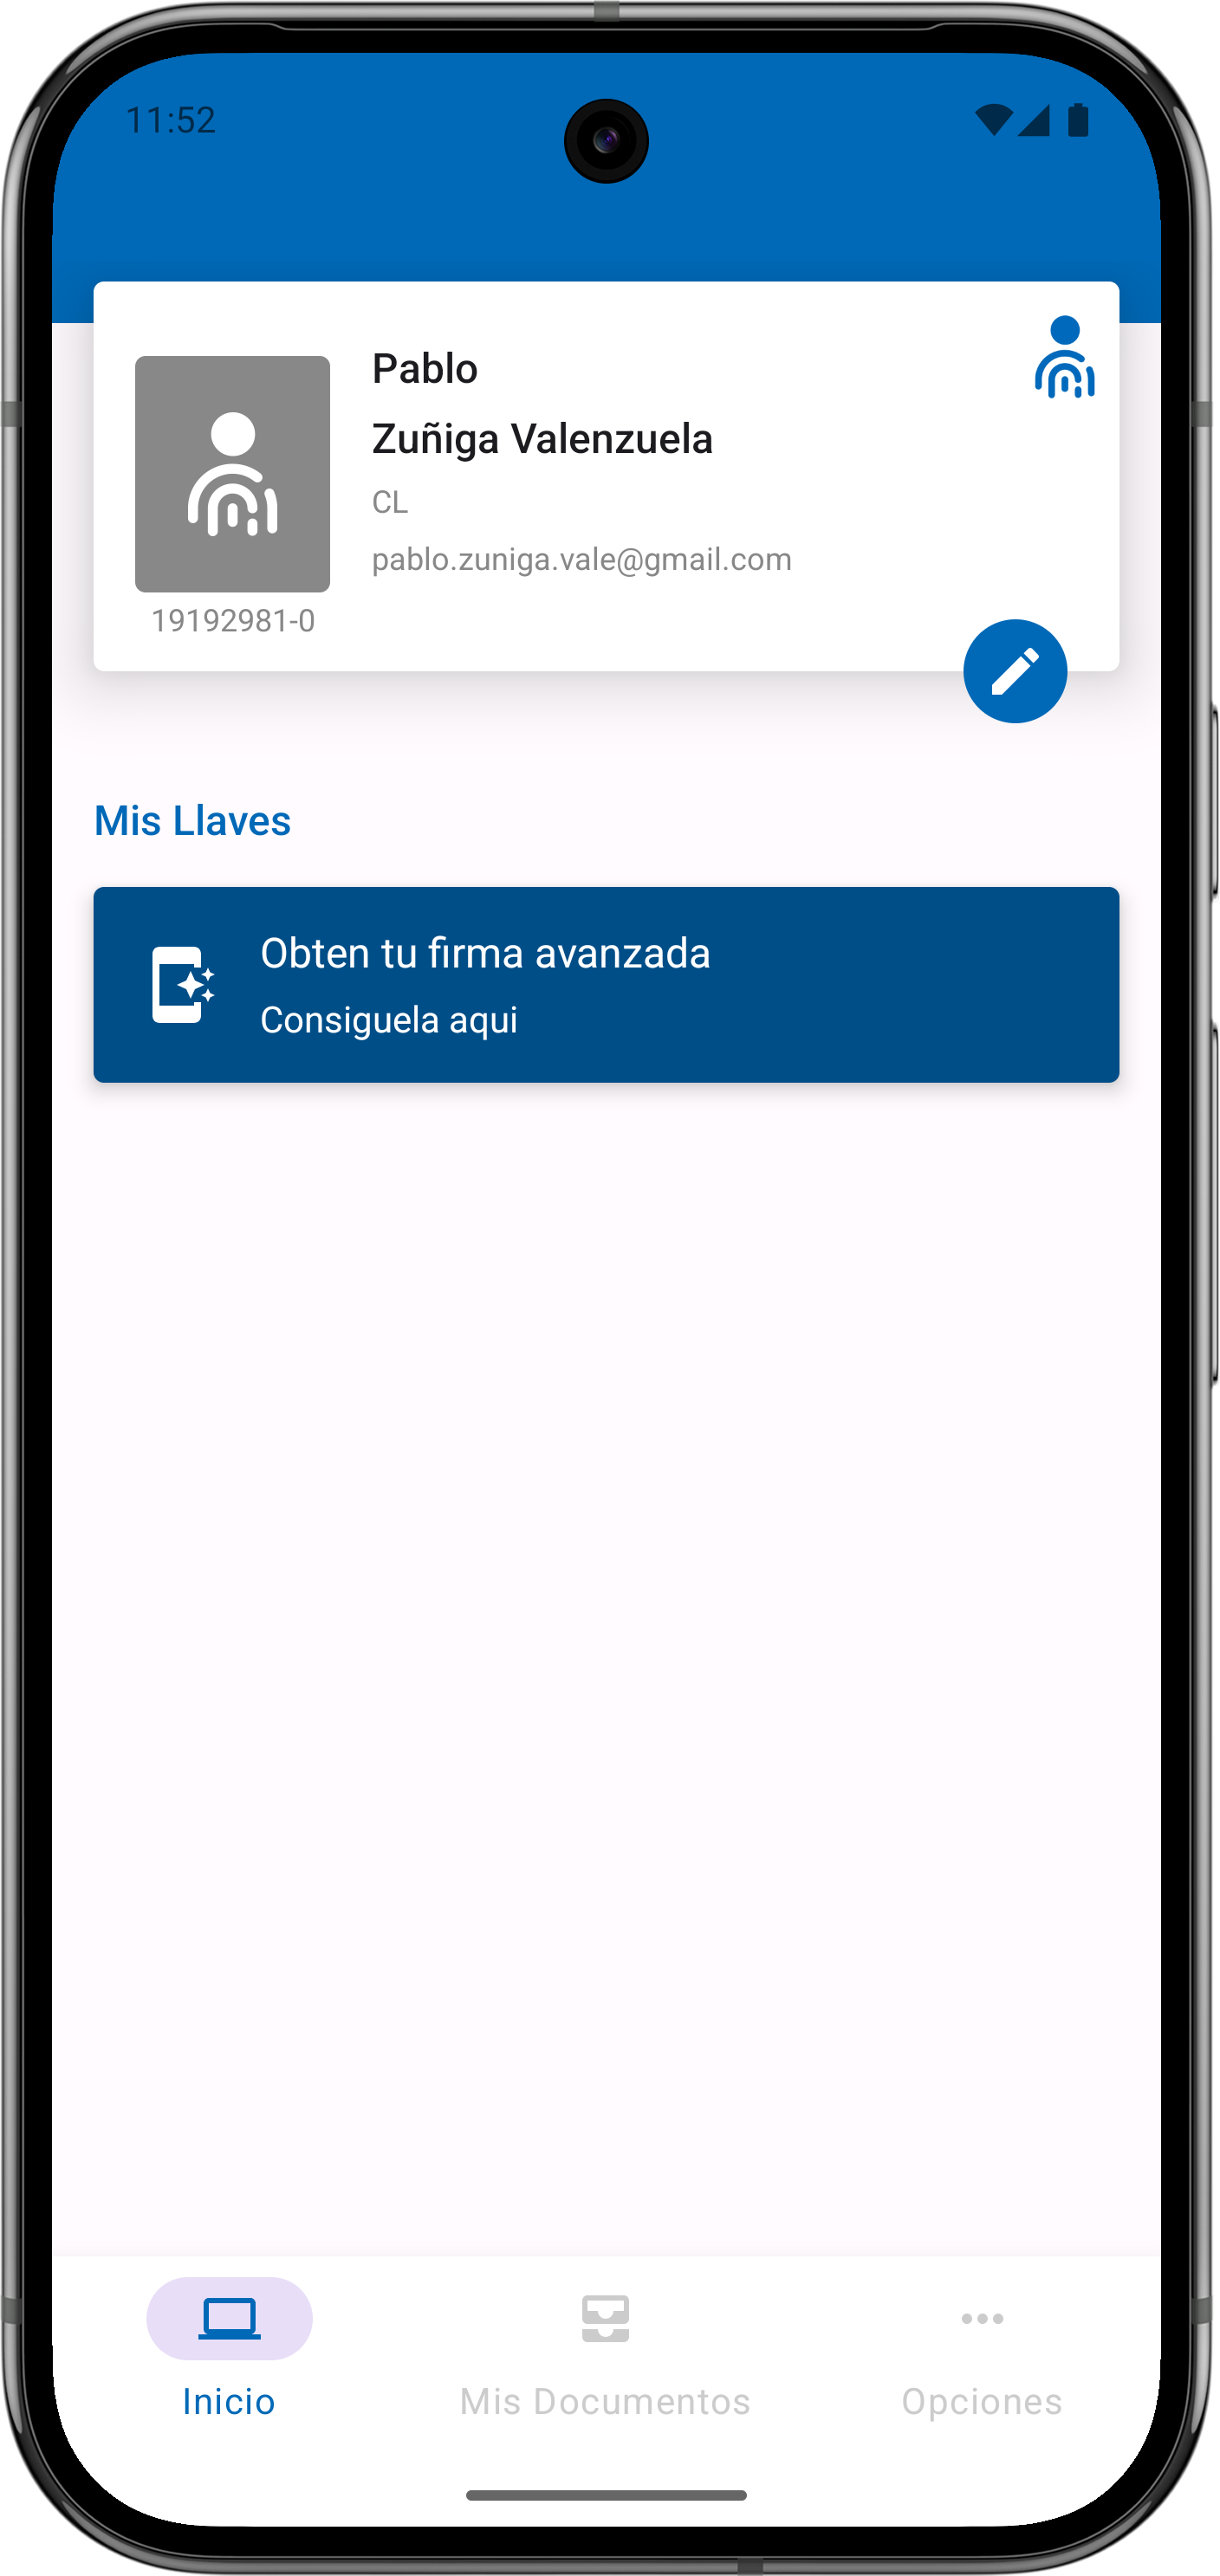 11:52
Pablo
Zuñiga Valenzuela
CL
pablo.zuniga.vale@gmail.com
19192981-0
Mis Llaves
Obten tu firma avanzada
Consiguela aqui
Inicio
Mis Documentos
Opciones